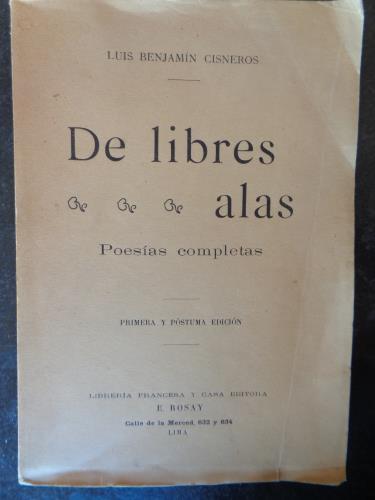 LUIS BENJAMÍN CISNEROS
De libres
alas
Poesías completas
PRIMERA Y PÓSTUMA EDICIÓN
LIBRERÍA FRANCESA Y CASA EDITORA
E. ROSAY
Calle de la Merced, 632 y 634
LIMA